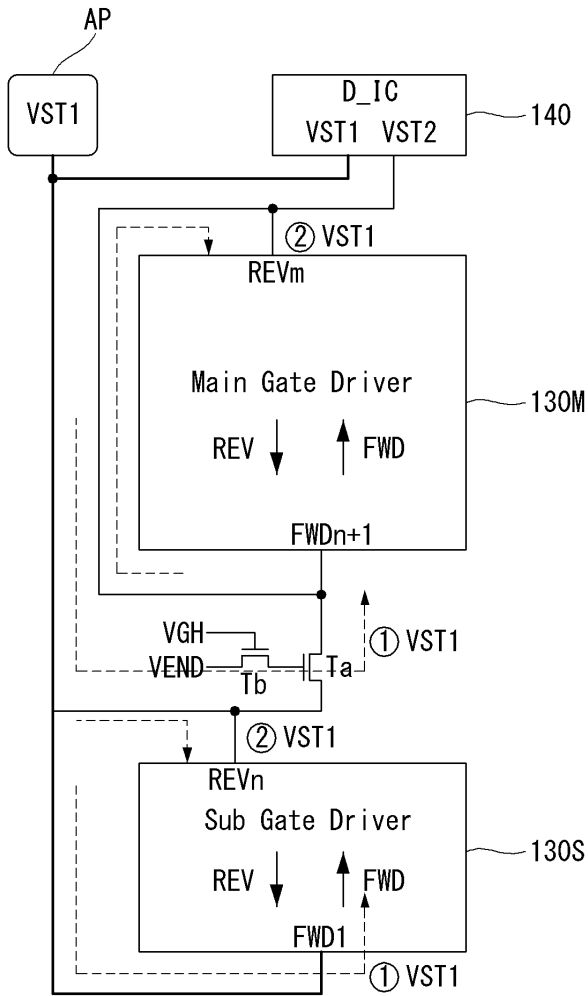 AP
VST1
D_IC
VST1 VST2
140
② VST1
REVm
Main Gate Driver
130M
REV FWD
FWDn+1
VGH
① VST1
VEND
Tb
Ta
② VST1
REVn
Sub Gate Driver
130S
REV FWD
FWD1
① VST1